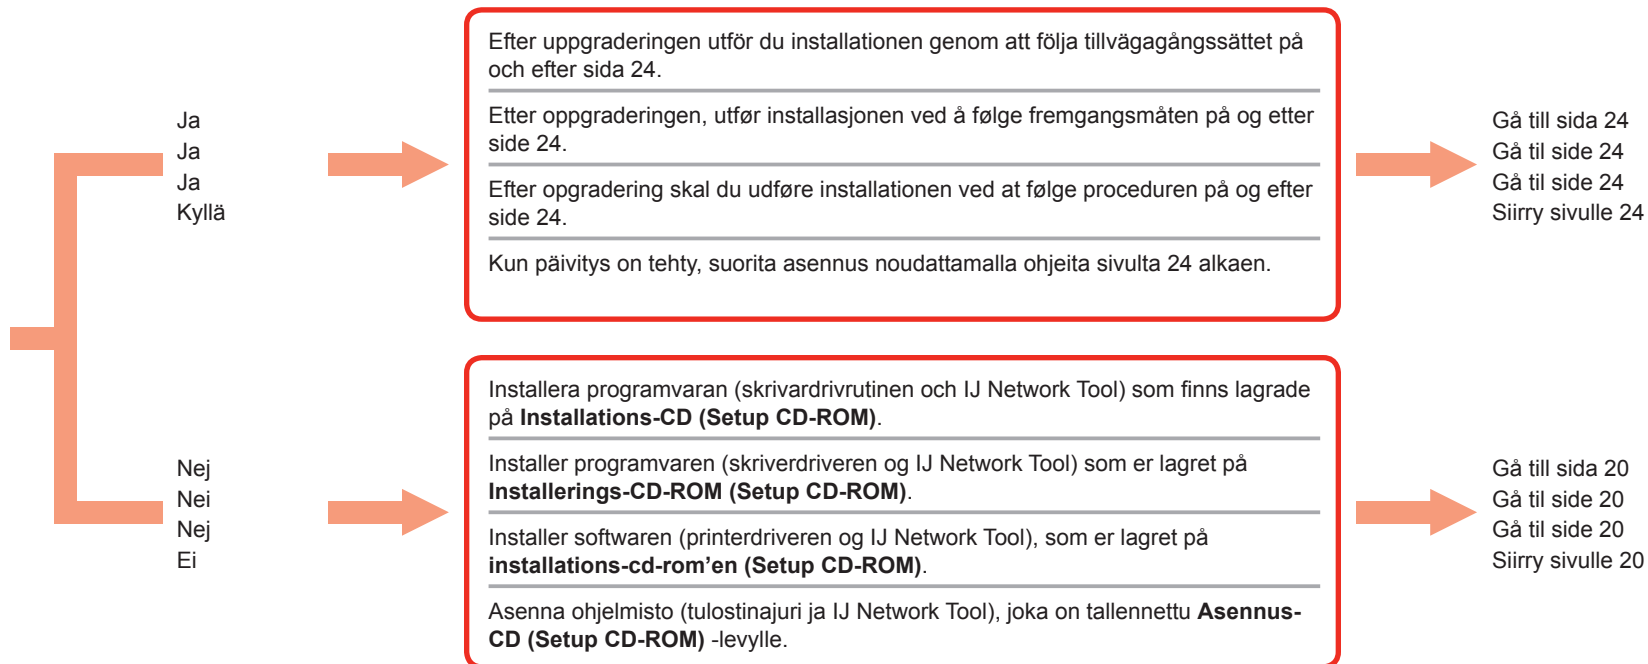 Ja
Ja
Ja
Kyllä
Efter uppgraderingen utför du installationen genom att följa tillvägagångssättet på
och efter sida 24.
Etter oppgraderingen, utfør installasjonen ved å følge fremgangsmåten på og etter
side 24.
Efter opgradering skal du udføre installationen ved at følge proceduren på og efter
side 24.
Kun päivitys on tehty, suorita asennus noudattamalla ohjeita sivulta 24 alkaen.
Gå till sida 24
Gå til side 24
Gå til side 24
Siirry sivulle 24
Nej
Nei
Nej
Ei
Installera programvaran (skrivardrivrutinen och IJ Network Tool) som finns lagrade
på Installations-CD (Setup CD-ROM).
Installer programvaren (skriverdriveren og IJ Network Tool) som er lagret på
Installerings-CD-ROM (Setup CD-ROM).
Installer softwaren (printerdriveren og IJ Network Tool), som er lagret på
installations-cd-rom’en (Setup CD-ROM).
Asenna ohjelmisto (tulostinajuri ja IJ Network Tool), joka on tallennettu Asennus-
CD (Setup CD-ROM) -levylle.
Gå till sida 20
Gå til side 20
Gå til side 20
Siirry sivulle 20